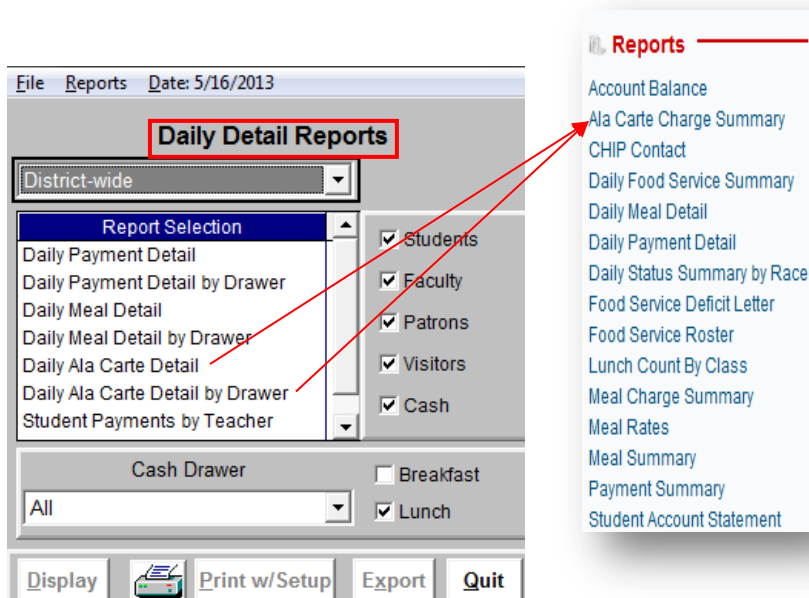 File Reports Date: 5/16/2013
Daily Detail Reports
District-wide
Report Selection
Daily Payment Detail
Daily Payment Detail by Drawer
Daily Meal Detail
Daily Meal Detail by Drawer
Daily Ala Carte Detail
Daily Ala Carte Detail by Drawer
Student Payments by Teacher
Students
Faculty
Patrons
Visitors
Cash
Cash Drawer
All
Breakfast
Lunch
Display Print w/Setup Export Quit
Reports
Account Balance
Ala Carte Charge Summary
CHIP Contact
Daily Food Service Summary
Daily Meal Detail
Daily Payment Detail
Daily Status Summary by Race
Food Service Deficit Letter
Food Service Roster
Lunch Count By Class
Meal Charge Summary
Meal Rates
Meal Summary
Payment Summary
Student Account Statement